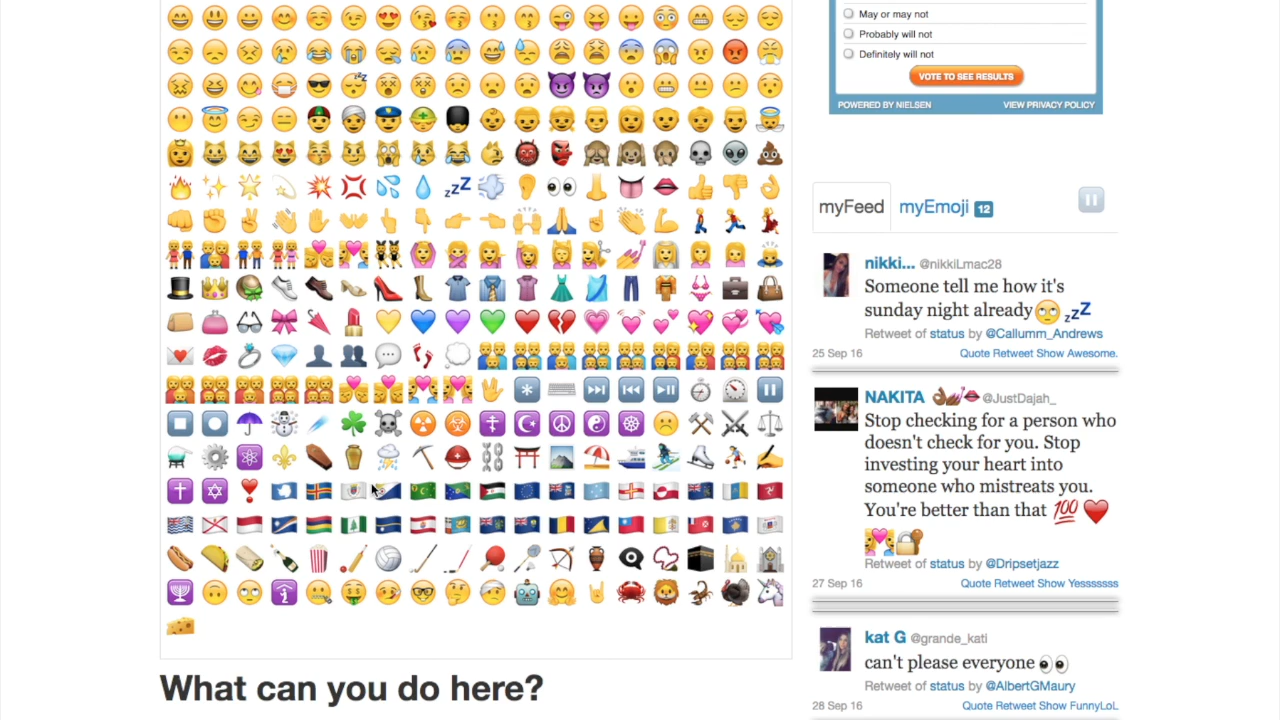 May or may not
Probably will not
Definitely will not
VOTE TO SEE RESULTS
POWERED BY NIELSEN
VIEW PRIVACY POLICY
myFeed
myEmoji 12
nikki... @nikkiLmac28
Someone tell me how it's
sunday night already
Retweet of status by @Callumm_Andrews
25 Sep 16
Quote Retweet Show Awesome.
NAKITA @JustDajah_
Stop checking for a person who
doesn't check for you. Stop
investing your heart into
someone who mistreats you.
You're better than that 100
Retweet of status by @Dripsetjazz
27 Sep 16
Quote Retweet Show Yesssssss
kat G @grande_kati
can't please everyone
Retweet of status by @AlbertGMaury
28 Sep 16
Quote Retweet Show FunnyLoL
What can you do here?